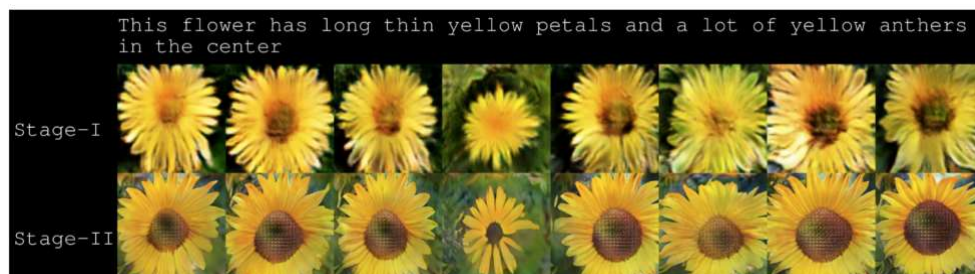 This flower has long thin yellow petals and a lot of yellow anthers
in the center
Stage-I
Stage-II